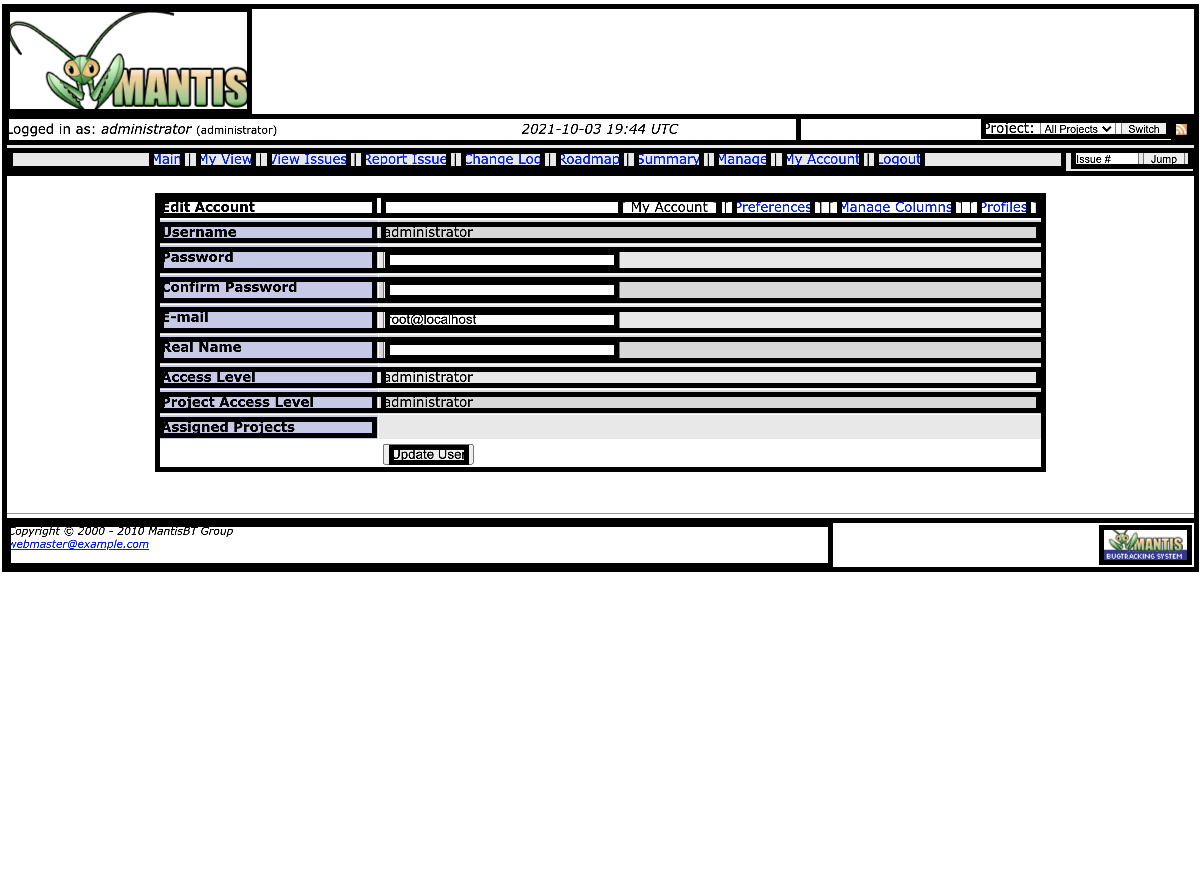 MANTIS
Logged in as: administrator (administrator) 2021-10-03 19:44 UTC Project: All Projects Switch
Main | My View | View Issues | Report Issue | Change Log | Roadmap | Summary | Manage | My Account | Logout Issue # Jump
Edit Account My Account Preferences Manage Columns Profiles
Username administrator
Password
Confirm Password
E-mail root@localhost
Real Name
Access Level administrator
Project Access Level administrator
Assigned Projects
Update User
Copyright © 2000 - 2010 MantisBT Group
webmaster@example.com
MANTIS
BUGTRACKING SYSTEM